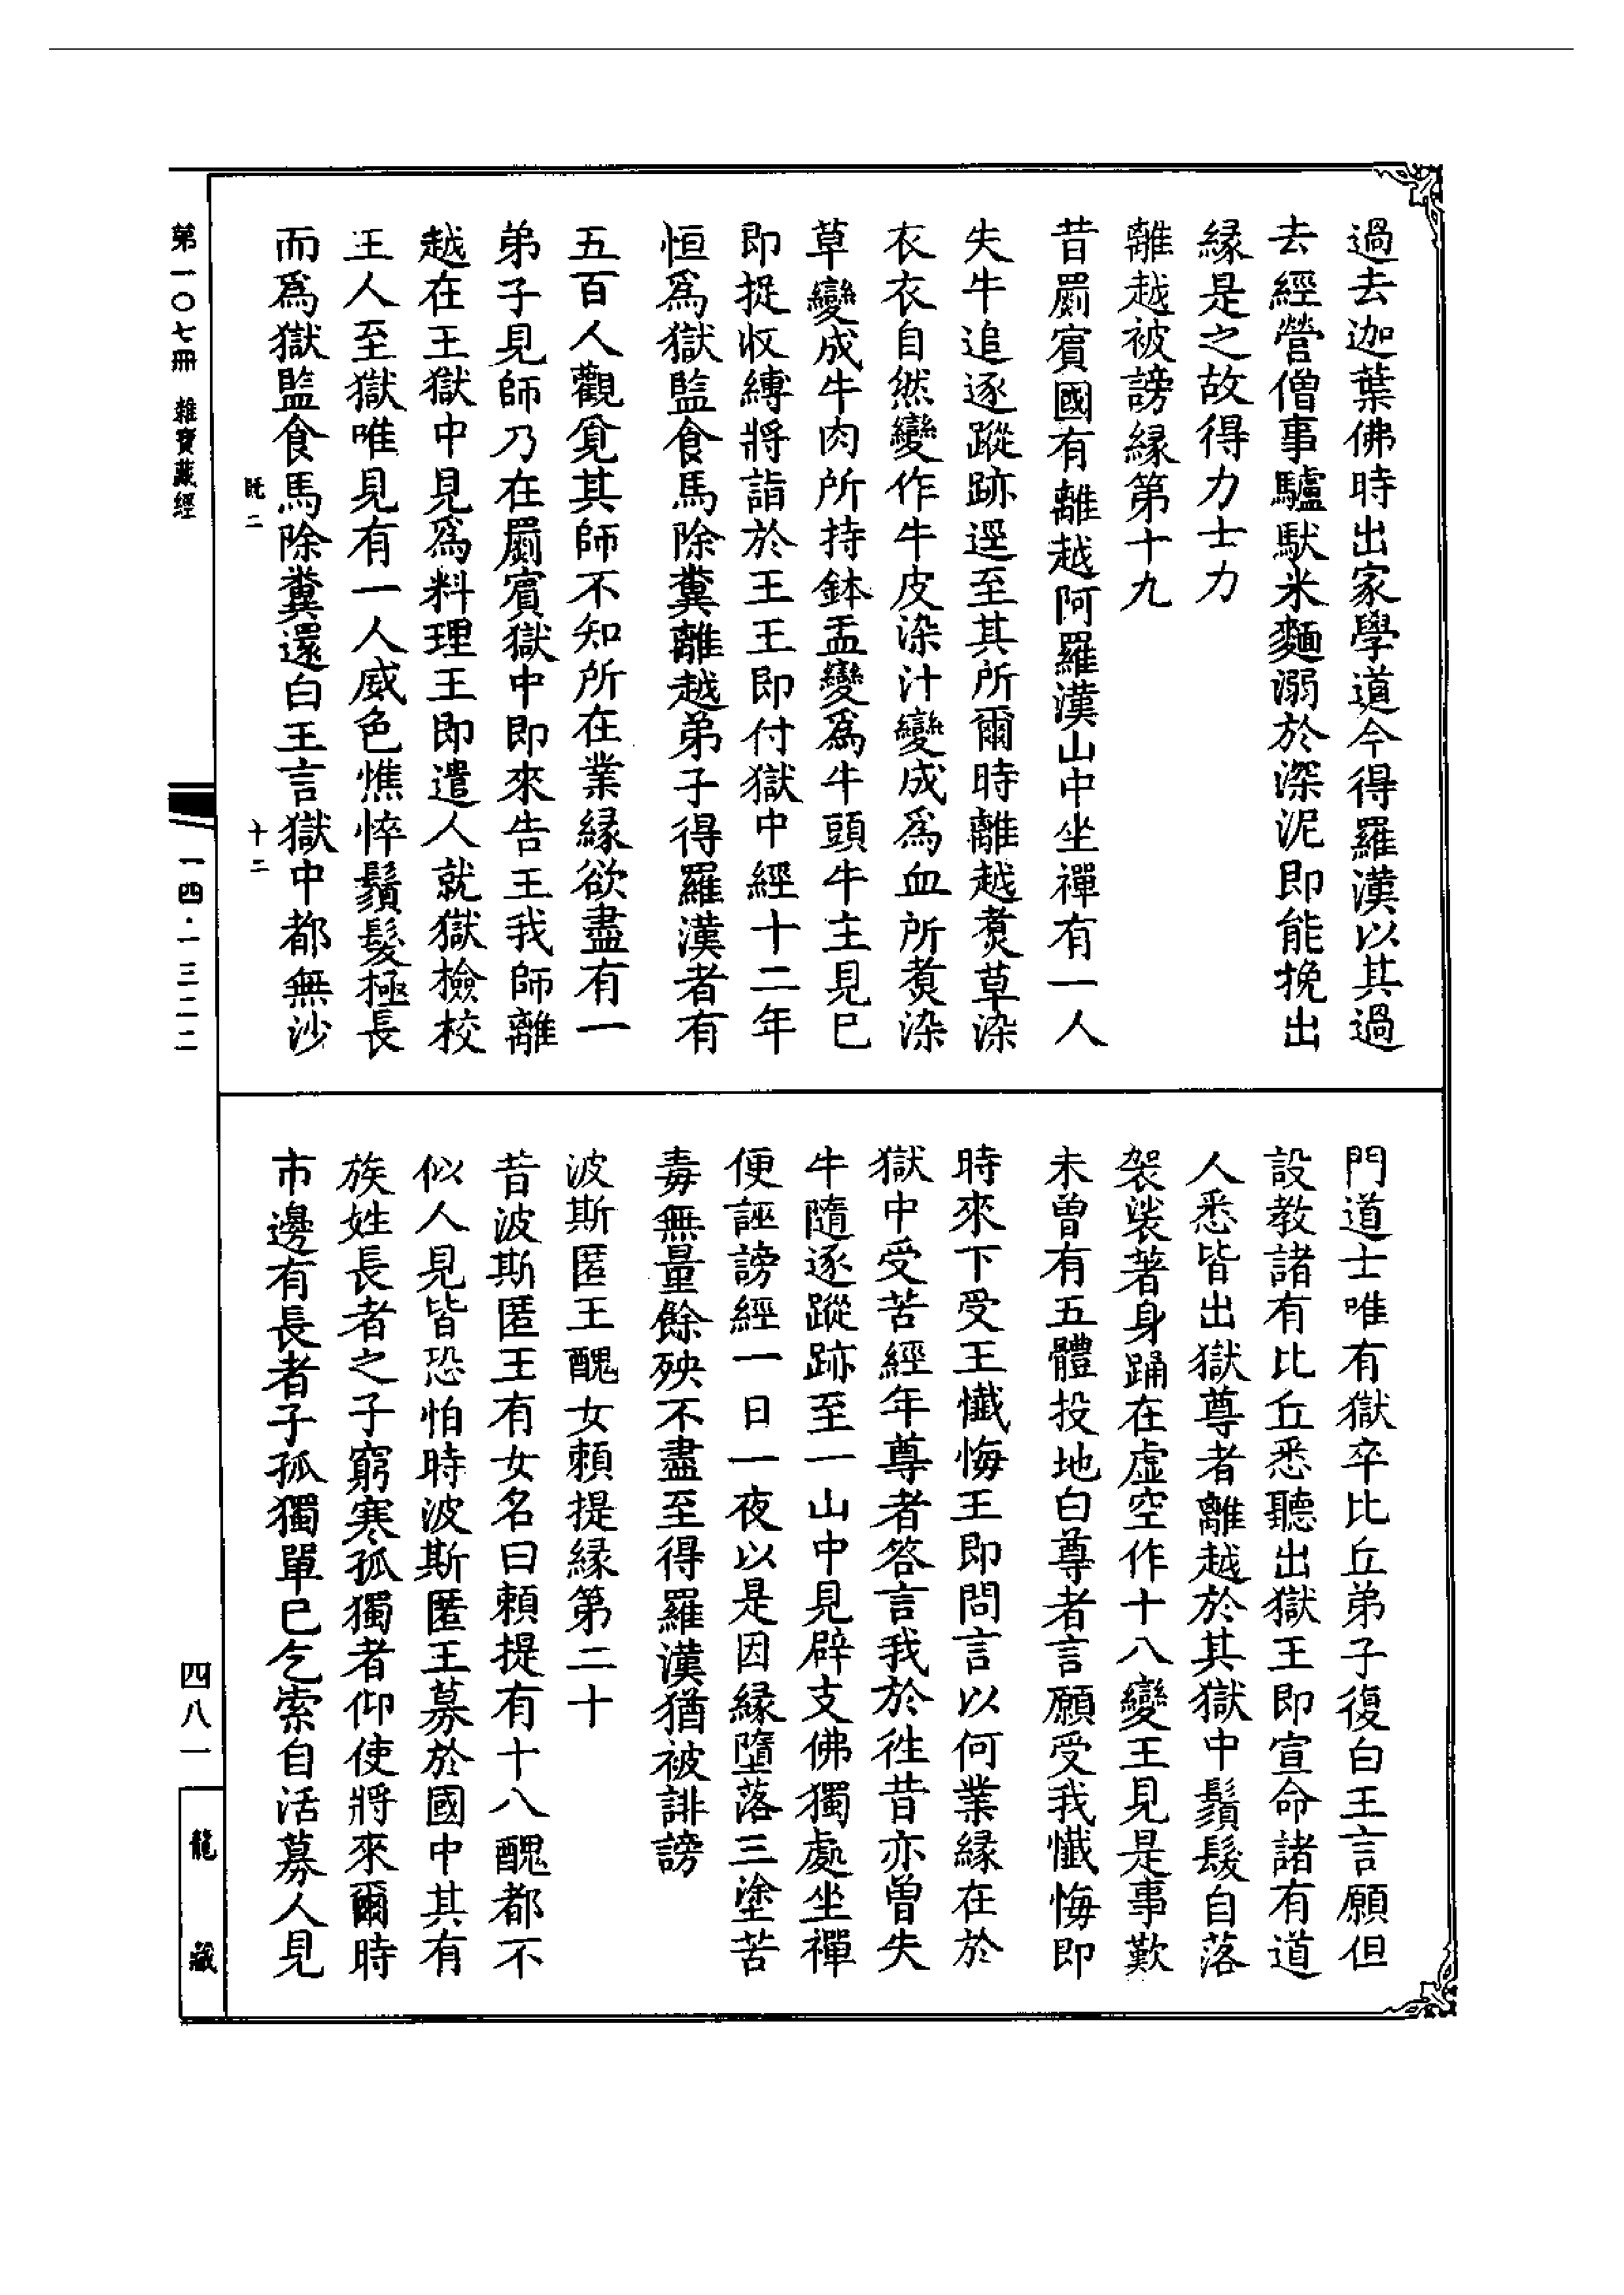 過去迦葉佛時出家學道今得羅漢以其過
去經營僧事驢馱米麵溺於深泥即能挽出
緣是之故得力士力
離越被謗緣第十九
昔罽賓國有離越阿羅漢山中坐禪有一人
失牛追逐蹤跡逕至其所爾時離越煑草染
衣衣自然變作牛皮染汁變成爲血所煑染
草變成牛肉所持鉢盂變爲牛頭牛主見已
即捉收縛將詣於王王即付獄中經十二年
恒爲獄監食馬除糞離越弟子得羅漢者有
五百人觀覓其師不知所在業緣欲盡有一
弟子見師乃在罽賓獄中即來告王我師離
越在王獄中見爲料理王即遣人就獄檢校
王人至獄唯見有一人威色憔悴鬚髮極長
而爲獄監食馬除糞還白王言獄中都無沙
門道士唯有獄卒比丘弟子復白王言願但
設教諸有比丘悉聽出獄王即宣命諸有道
人悉皆出獄尊者離越於其獄中鬚髮自落
袈裟著身踊在虛空作十八變王見是事歎
未曾有五體投地白尊者言願受我懺悔即
時來下受王懺悔王即問言以何業緣在於
獄中受苦經年尊者答言我於往昔亦曾失
牛隨逐蹤跡至一山中見辟支佛獨處坐禪
便誣謗經一日一夜以是因緣墮落三塗苦
毒無量餘殃不盡至得羅漢猶被誹謗
波斯匿王醜女賴提緣第二十
昔波斯匿王有女名曰賴提有十八醜都不
似人見皆恐怕時波斯匿王募於國中其有
族姓長者之子窮寒孤獨者仰使將來爾時
市邊有長者子孤獨單已乞索自活募人見
既二
十二
第一〇七冊 雜寶藏經
一四·一三二二
四八一
龍藏